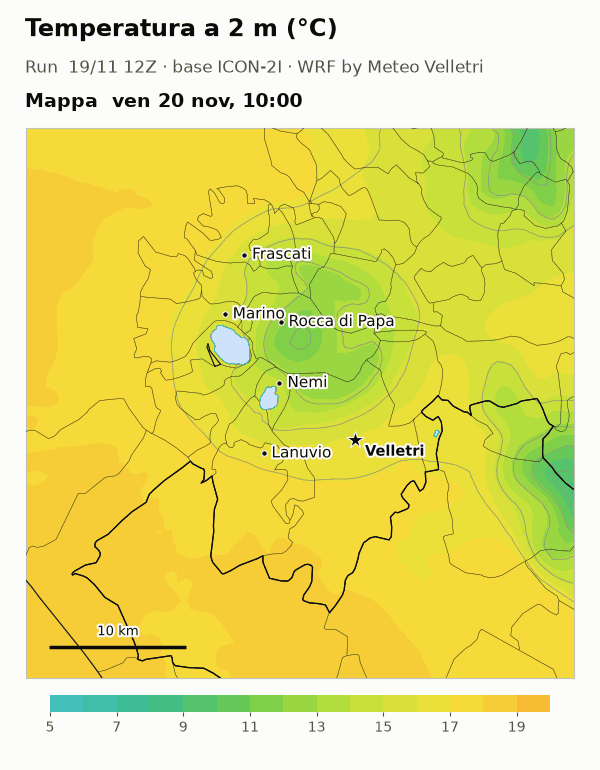 Temperatura a 2 m (°C)
Run  19/11 12Z · base ICON-2I · WRF by Meteo Velletri
Mappa  ven 20 nov, 10:00
Frascati
Marino
Rocca di Papa
Nemi
Velletri
Lanuvio
10 km
5 7 9 11 13 15 17 19